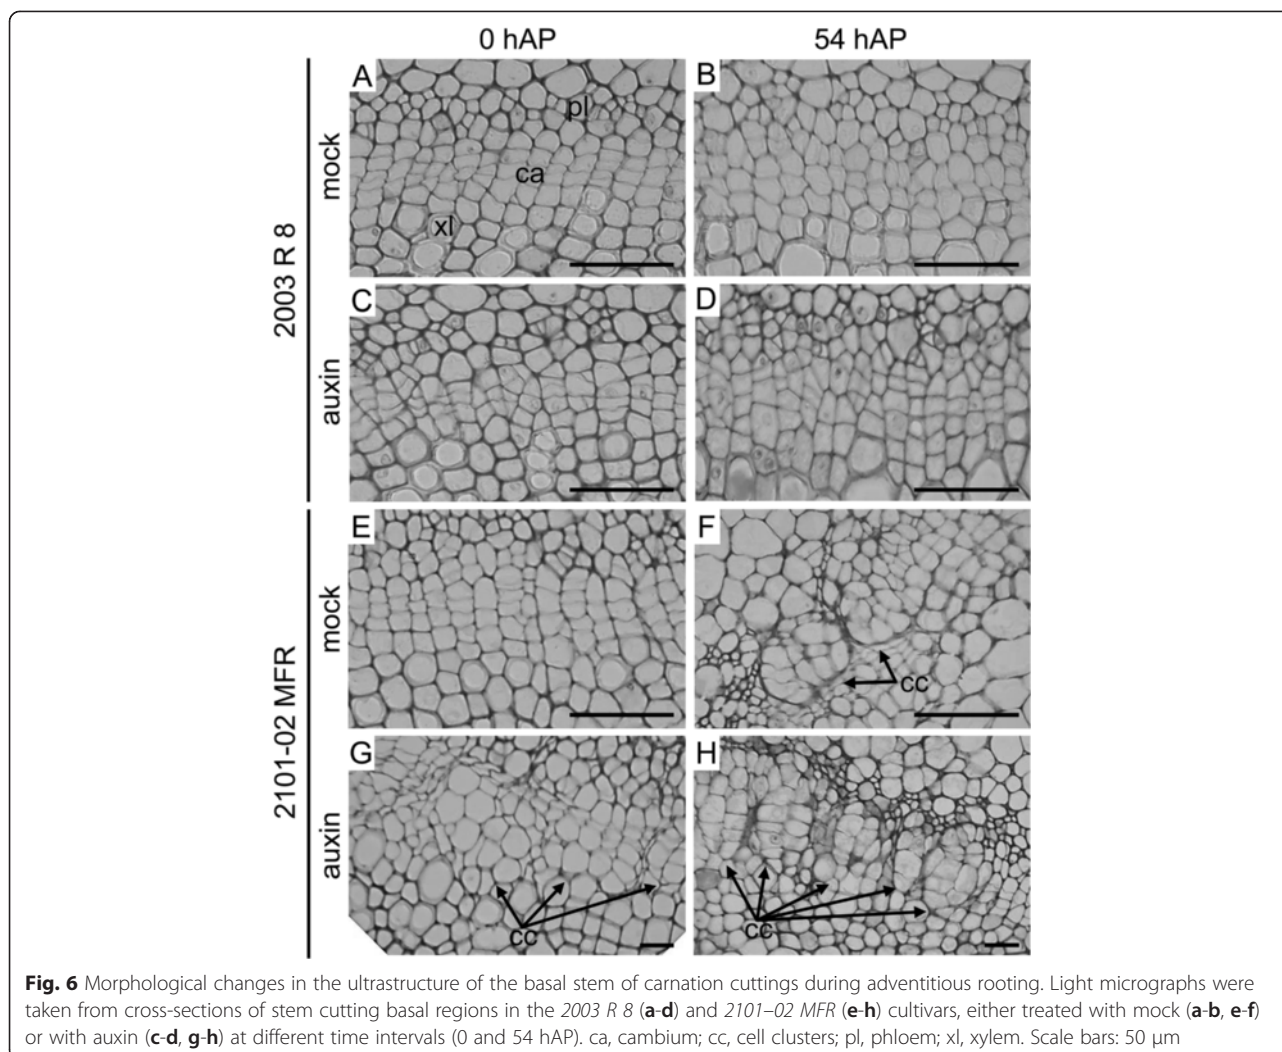 0 hAP 54 hAP
A B
pl
ca
xl
mock
2003 R 8
C D
auxin
E F
mock
cc
2101-02 MFR
G H
auxin
cc cc
Fig. 6 Morphological changes in the ultrastructure of the basal stem of carnation cuttings during adventitious rooting. Light micrographs were
taken from cross-sections of stem cutting basal regions in the 2003 R 8 (a-d) and 2101–02 MFR (e-h) cultivars, either treated with mock (a-b, e-f)
or with auxin (c-d, g-h) at different time intervals (0 and 54 hAP). ca, cambium; cc, cell clusters; pl, phloem; xl, xylem. Scale bars: 50 μm